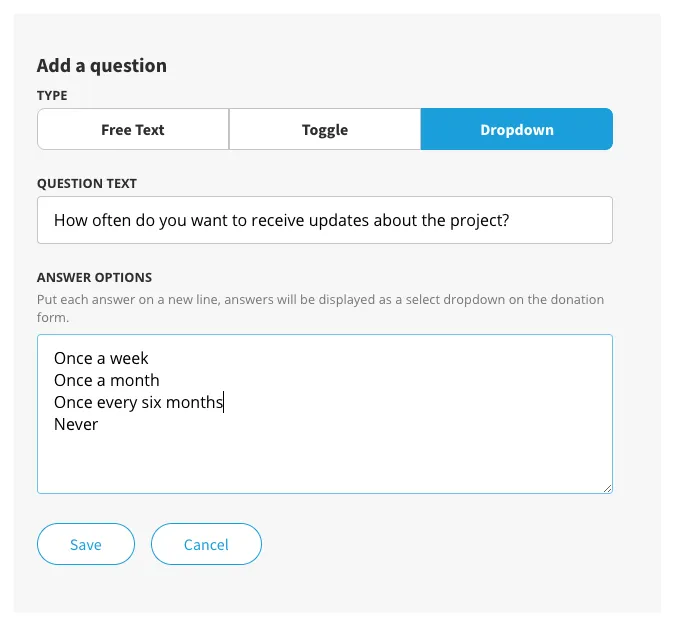 Add a question
TYPE
Free Text
Toggle
Dropdown
QUESTION TEXT
How often do you want to receive updates about the project?
ANSWER OPTIONS
Put each answer on a new line, answers will be displayed as a select dropdown on the donation
form.
Once a week
Once a month
Once every six months
Never
Save
Cancel